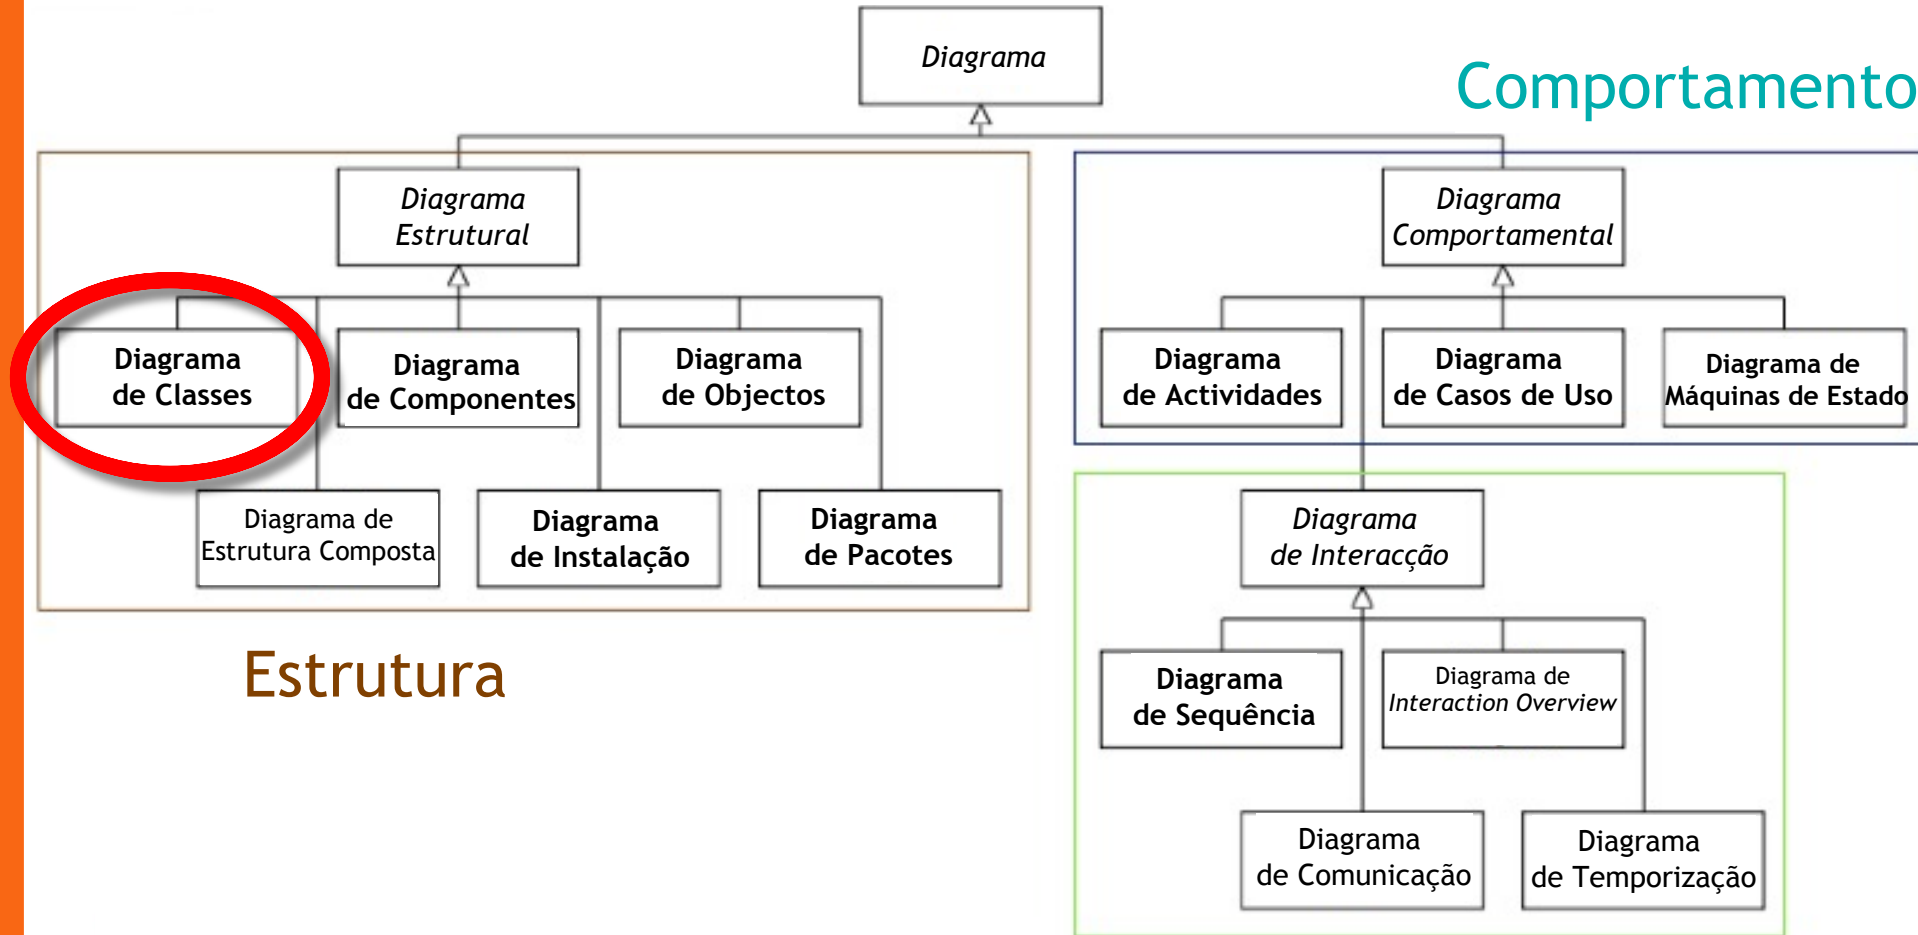 Diagrama
Comportamento
Diagrama
Estrutural
Diagrama
Comportamental
Diagrama
de Classes
Diagrama
de Componentes
Diagrama
de Objectos
Diagrama
de Actividades
Diagrama
de Casos de Uso
Diagrama de
Máquinas de Estado
Diagrama de
Estrutura Composta
Diagrama
de Instalação
Diagrama
de Pacotes
Diagrama
de Interacção
Estrutura
Diagrama
de Sequência
Diagrama de
Interaction Overview
Diagrama
de Comunicação
Diagrama
de Temporização